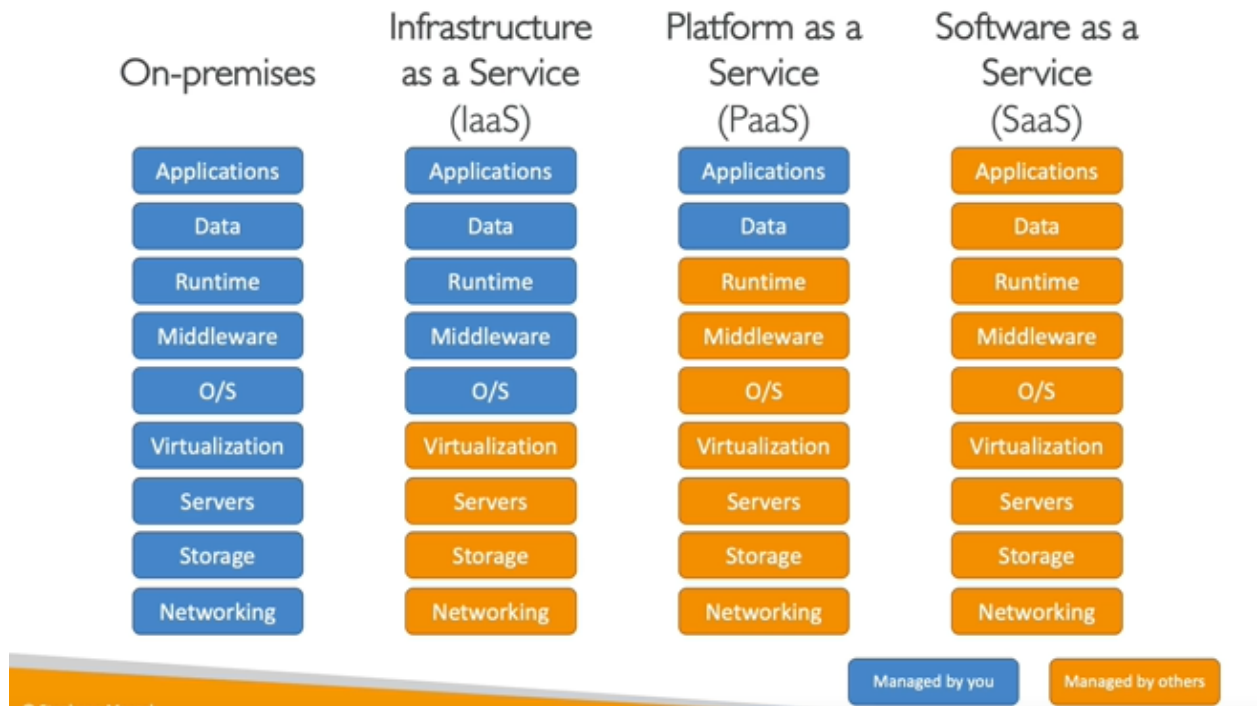 On-premises
Infrastructure
as a Service
(IaaS)
Platform as a
Service
(PaaS)
Software as a
Service
(SaaS)
Applications
Applications
Applications
Applications
Data
Data
Data
Data
Runtime
Runtime
Runtime
Runtime
Middleware
Middleware
Middleware
Middleware
O/S
O/S
O/S
O/S
Virtualization
Virtualization
Virtualization
Virtualization
Servers
Servers
Servers
Servers
Storage
Storage
Storage
Storage
Networking
Networking
Networking
Networking
Managed by you
Managed by others